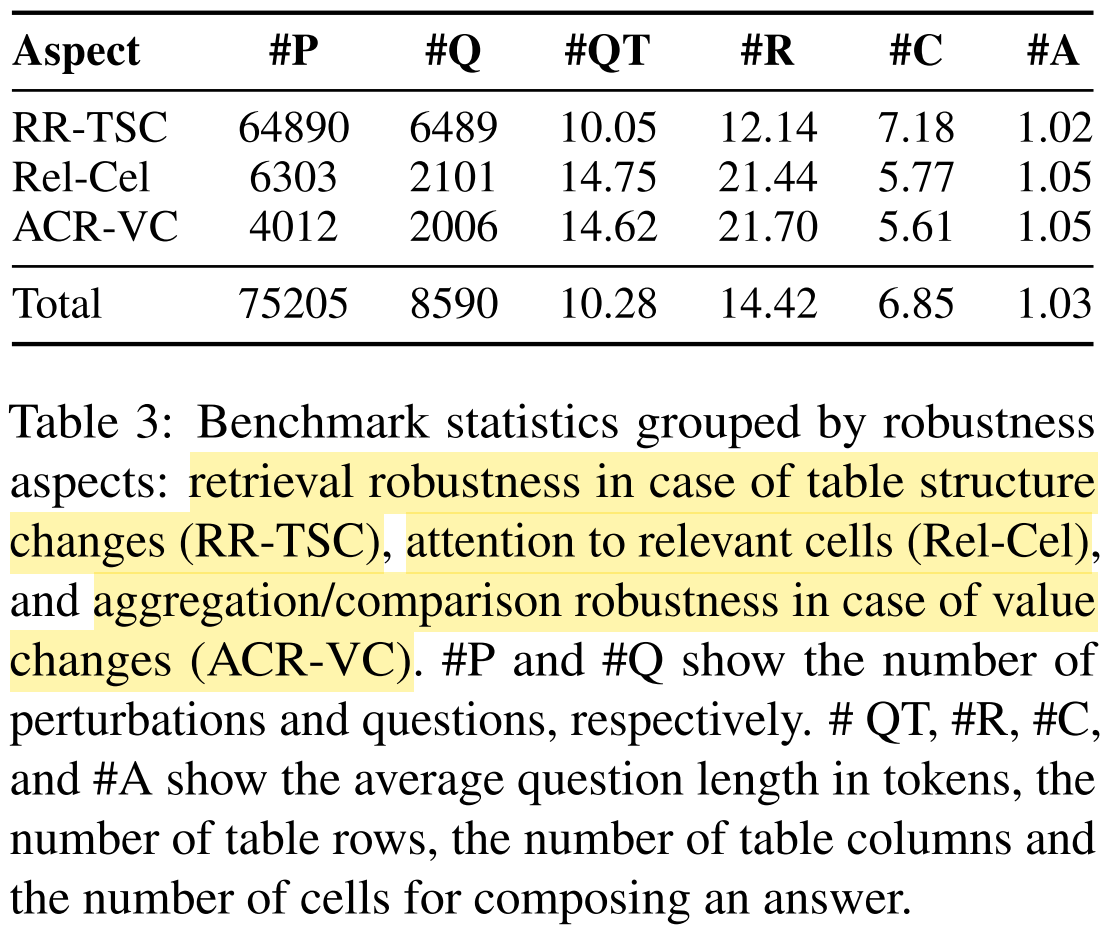 Aspect #P #Q #QT #R #C #A
RR-TSC 64890 6489 10.05 12.14 7.18 1.02
Rel-Cel 6303 2101 14.75 21.44 5.77 1.05
ACR-VC 4012 2006 14.62 21.70 5.61 1.05
Total 75205 8590 10.28 14.42 6.85 1.03
Table 3: Benchmark statistics grouped by robustness
aspects: retrieval robustness in case of table structure
changes (RR-TSC), attention to relevant cells (Rel-Cel),
and aggregation/comparison robustness in case of value
changes (ACR-VC). #P and #Q show the number of
perturbations and questions, respectively. # QT, #R, #C,
and #A show the average question length in tokens, the
number of table rows, the number of table columns and
the number of cells for composing an answer.